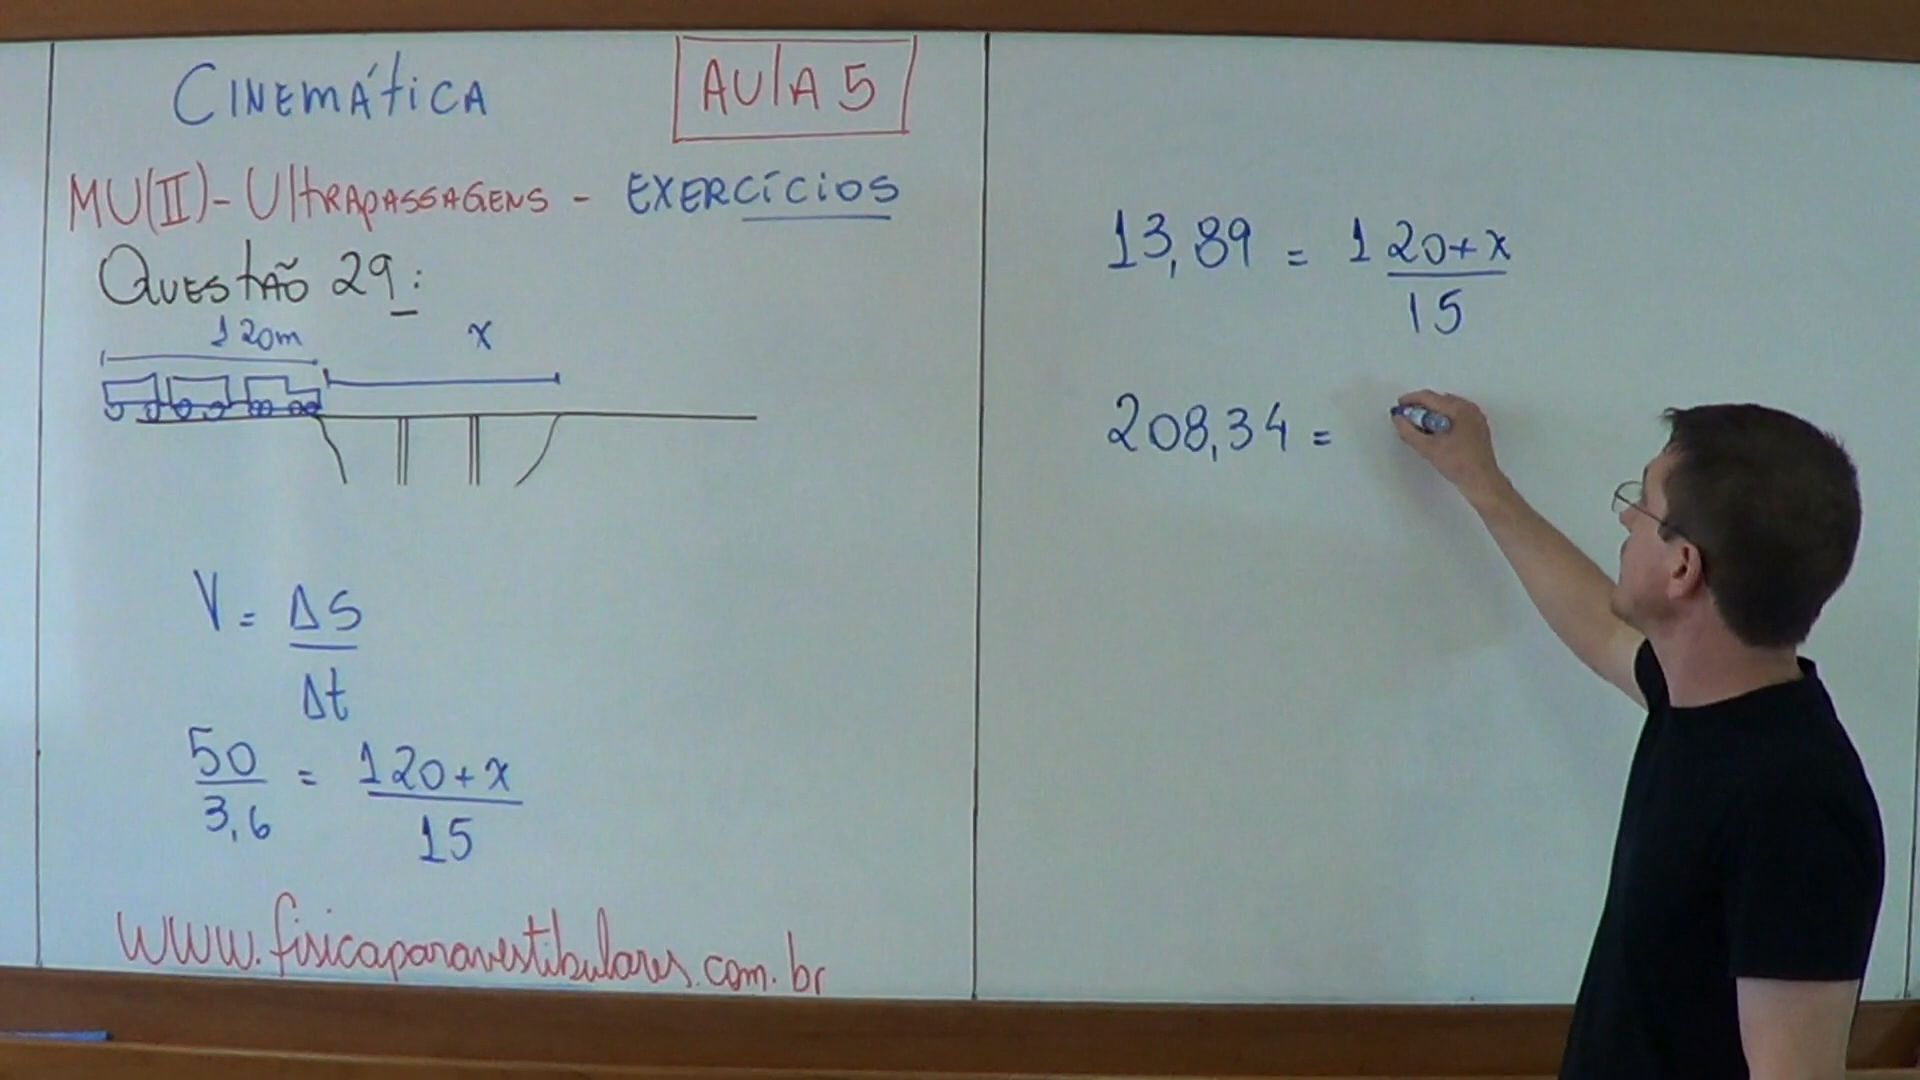 CINEMÁTICA
AULA 5
MU(II)-Ultrapassagens - EXERCÍCIOS
Questão 29:
120m
x
V = ΔS
Δt
50 = 120+x
3,6 15
www.fisicaparavestibulares.com.br
13,89 = 120+x
15
208,34 =